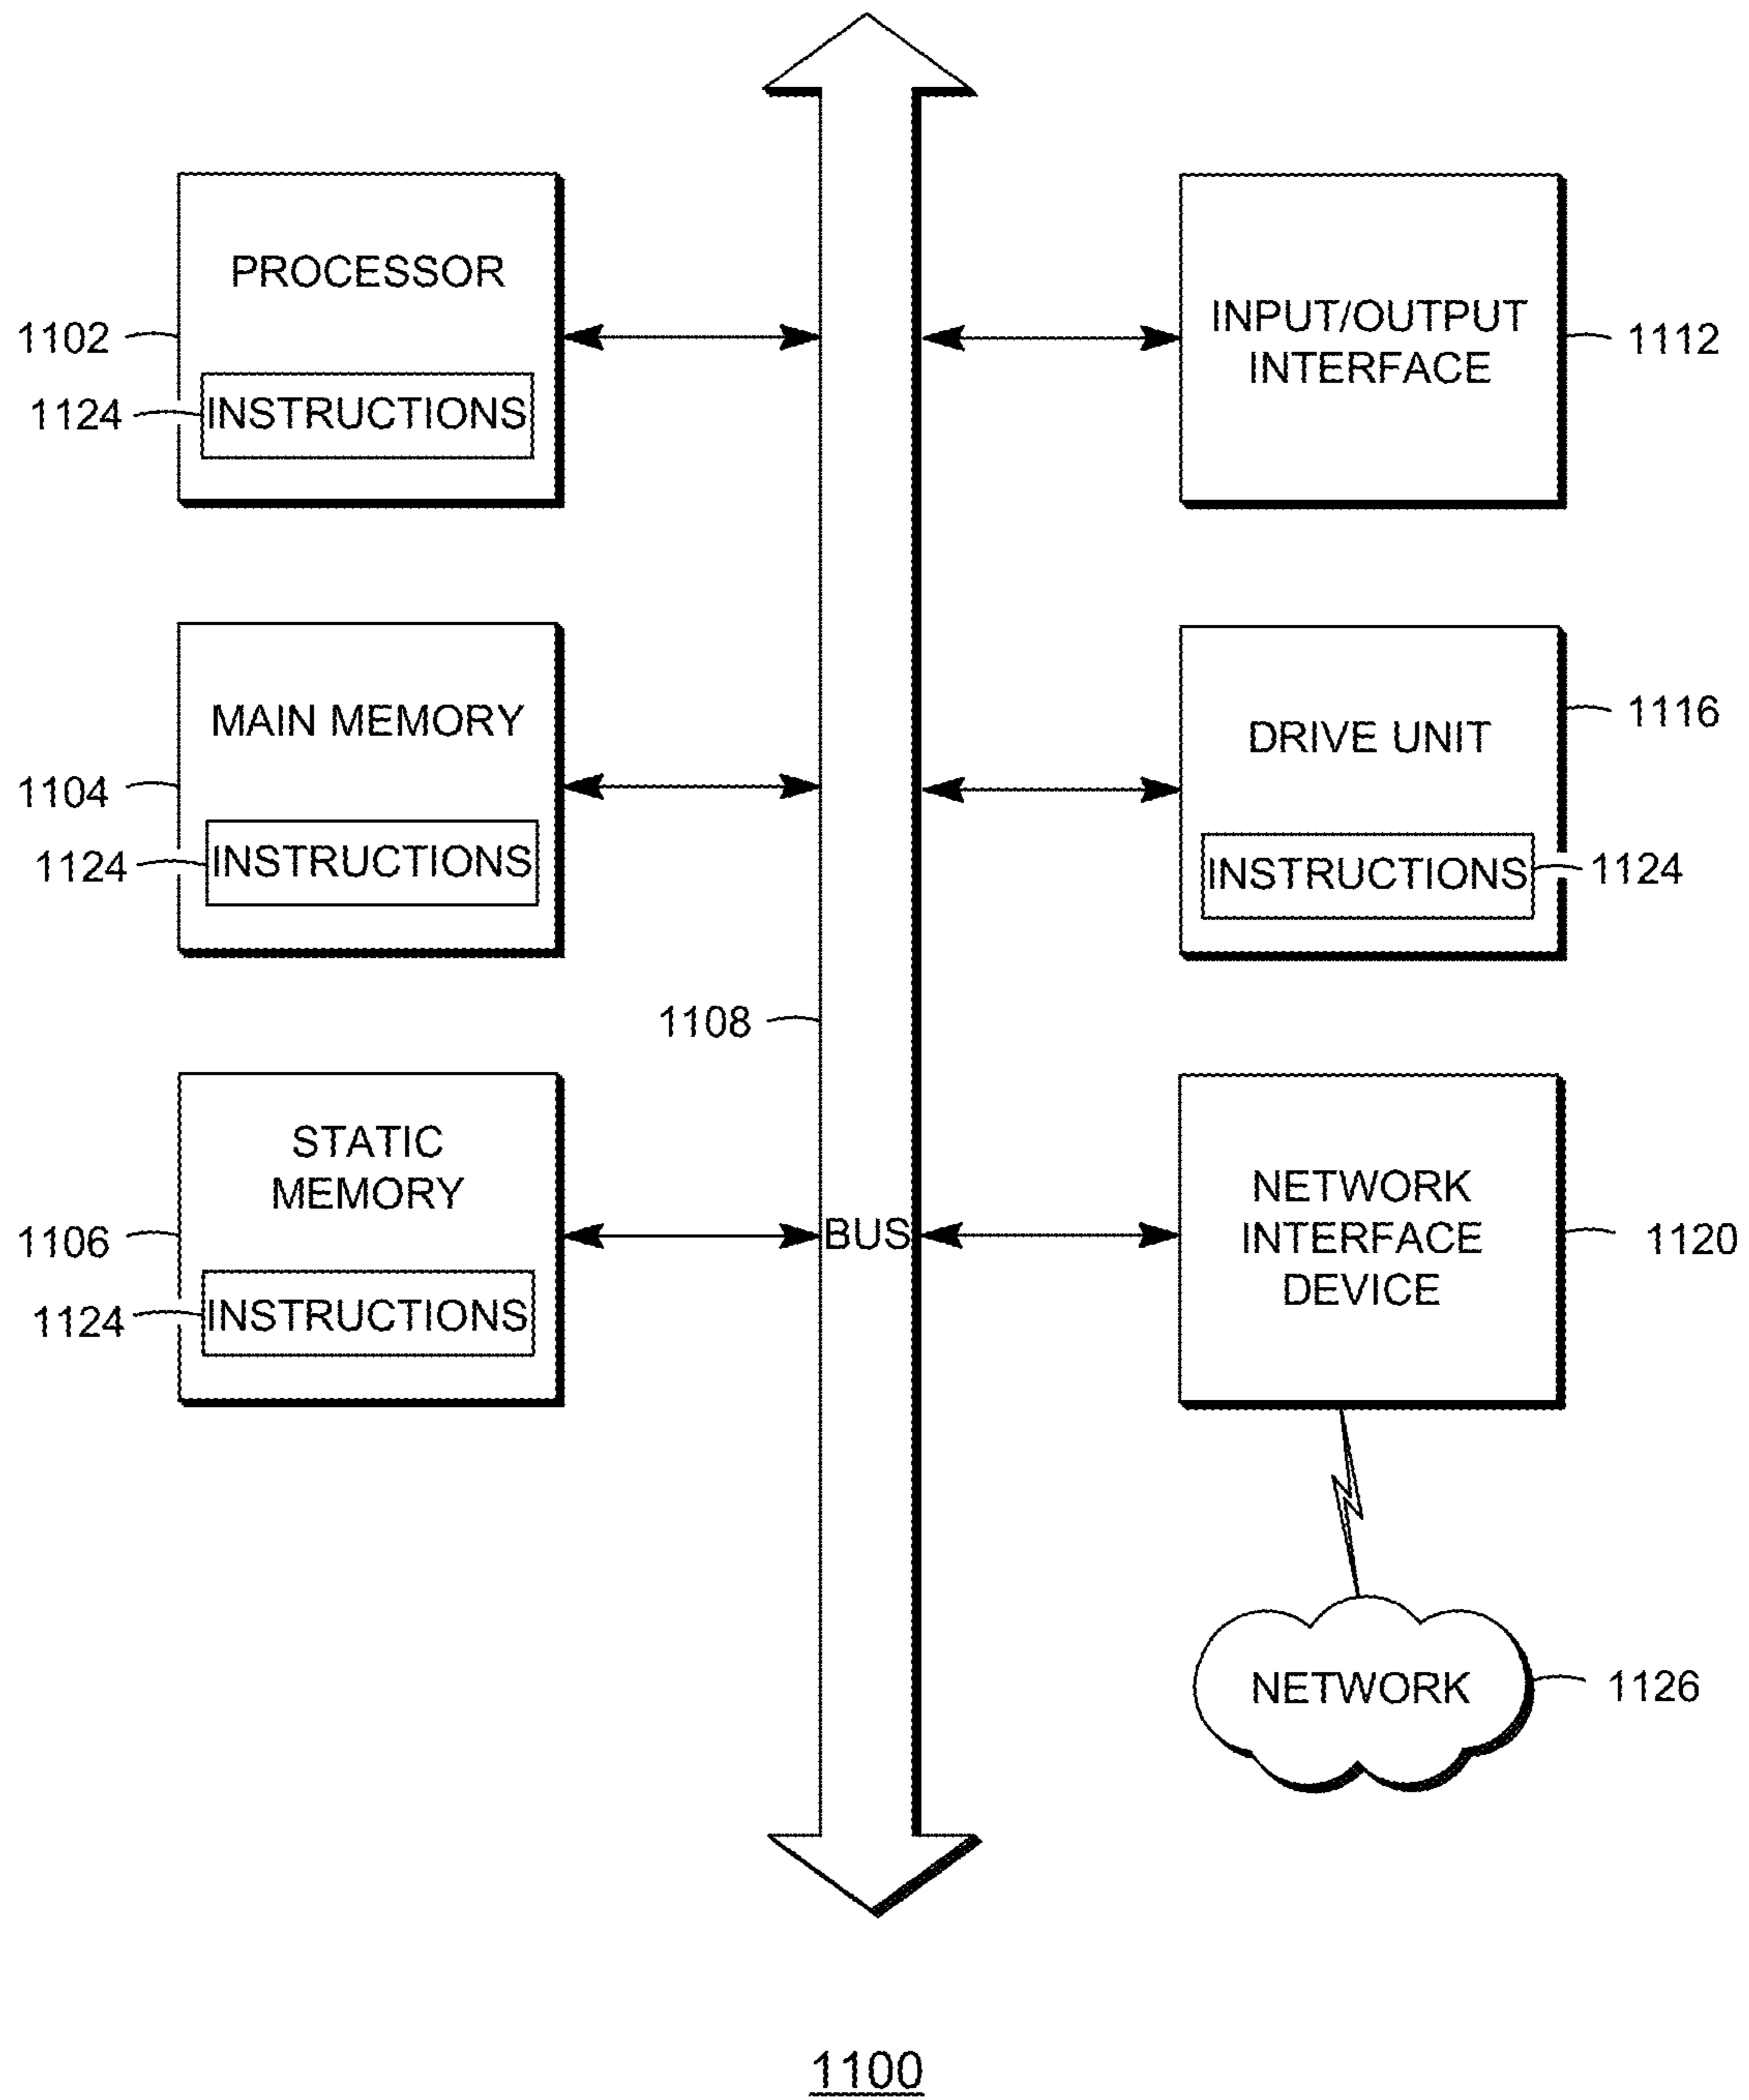 PROCESSOR
1102
1124
INSTRUCTIONS
INPUT/OUTPUT
INTERFACE
1112
MAIN MEMORY
1104
1124
INSTRUCTIONS
DRIVE UNIT
1116
INSTRUCTIONS
1124
1108
STATIC
MEMORY
1106
1124
INSTRUCTIONS
BUS
NETWORK
INTERFACE
DEVICE
1120
NETWORK
1126
1100